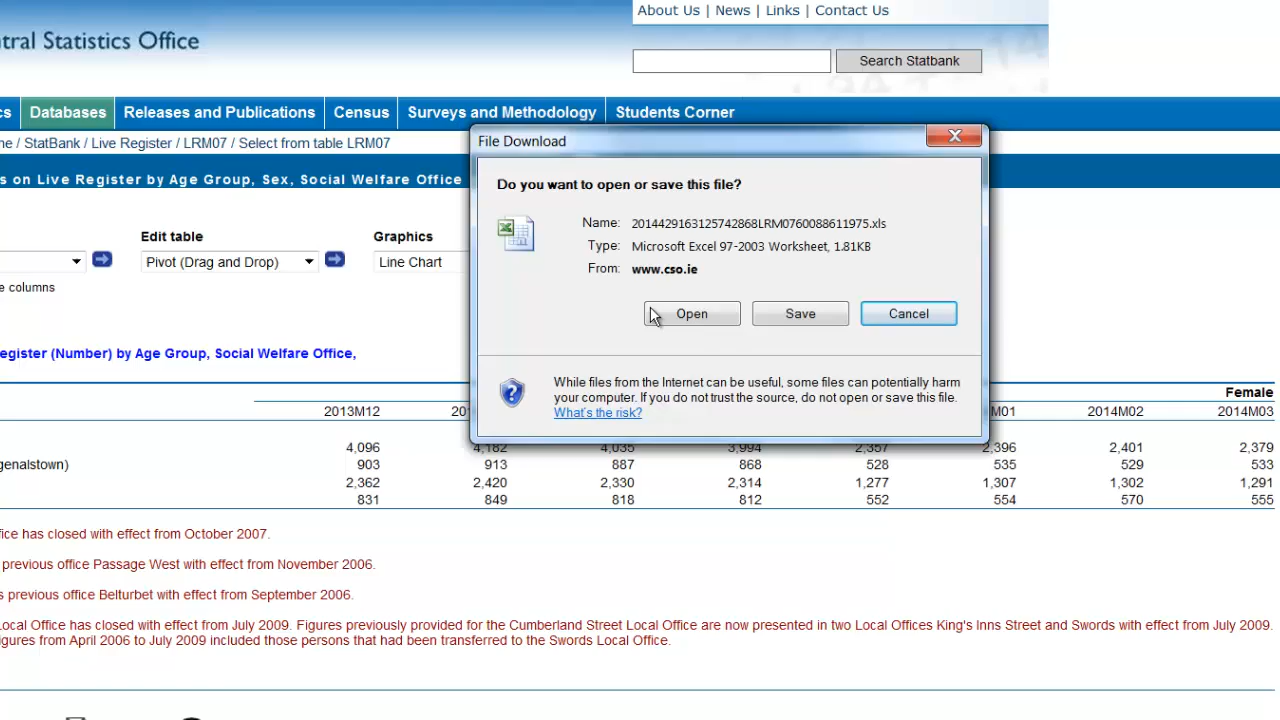 About Us | News | Links | Contact Us
ntral Statistics Office
Search Statbank
cs Databases Releases and Publications Census Surveys and Methodology Students Corner
ne / StatBank / Live Register / LRM07 / Select from table LRM07
File Download
s on Live Register by Age Group, Sex, Social Welfare Office
Do you want to open or save this file?
Name: 2014429163125742868LRM0760088611975.xls
Type: Microsoft Excel 97-2003 Worksheet, 1.81KB
From: www.cso.ie
Edit table Graphics
Pivot (Drag and Drop) Line Chart
e columns
Open Save Cancel
egister (Number) by Age Group, Social Welfare Office,
While files from the Internet can be useful, some files can potentially harm
your computer. If you do not trust the source, do not open or save this file.
What's the risk?
Female
2013M12 20 M01 2014M02 2014M03
4,096 4,182 4,035 3,994 2,357 2,396 2,401 2,379
genalstown) 903 913 887 868 528 535 529 533
2,362 2,420 2,330 2,314 1,277 1,307 1,302 1,291
831 849 818 812 552 554 570 555
fice has closed with effect from October 2007.
previous office Passage West with effect from November 2006.
s previous office Belturbet with effect from September 2006.
Local Office has closed with effect from July 2009. Figures previously provided for the Cumberland Street Local Office are now presented in two Local Offices King's Inns Street and Swords with effect from July 2009.
igures from April 2006 to July 2009 included those persons that had been transferred to the Swords Local Office.